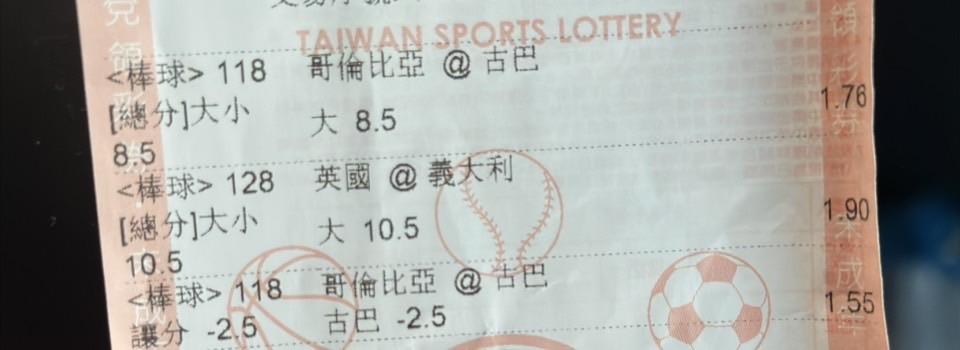 TAIWAN SPORTS LOTTERY
<棒球> 118 哥倫比亞 @ 古巴
[總分]大小 大 8.5 1.76
8.5
<棒球> 128 英國 @ 義大利
[總分]大小 大 10.5 1.90
10.5
<棒球> 118 哥倫比亞 @ 古巴
讓分 -2.5 古巴 -2.5 1.55